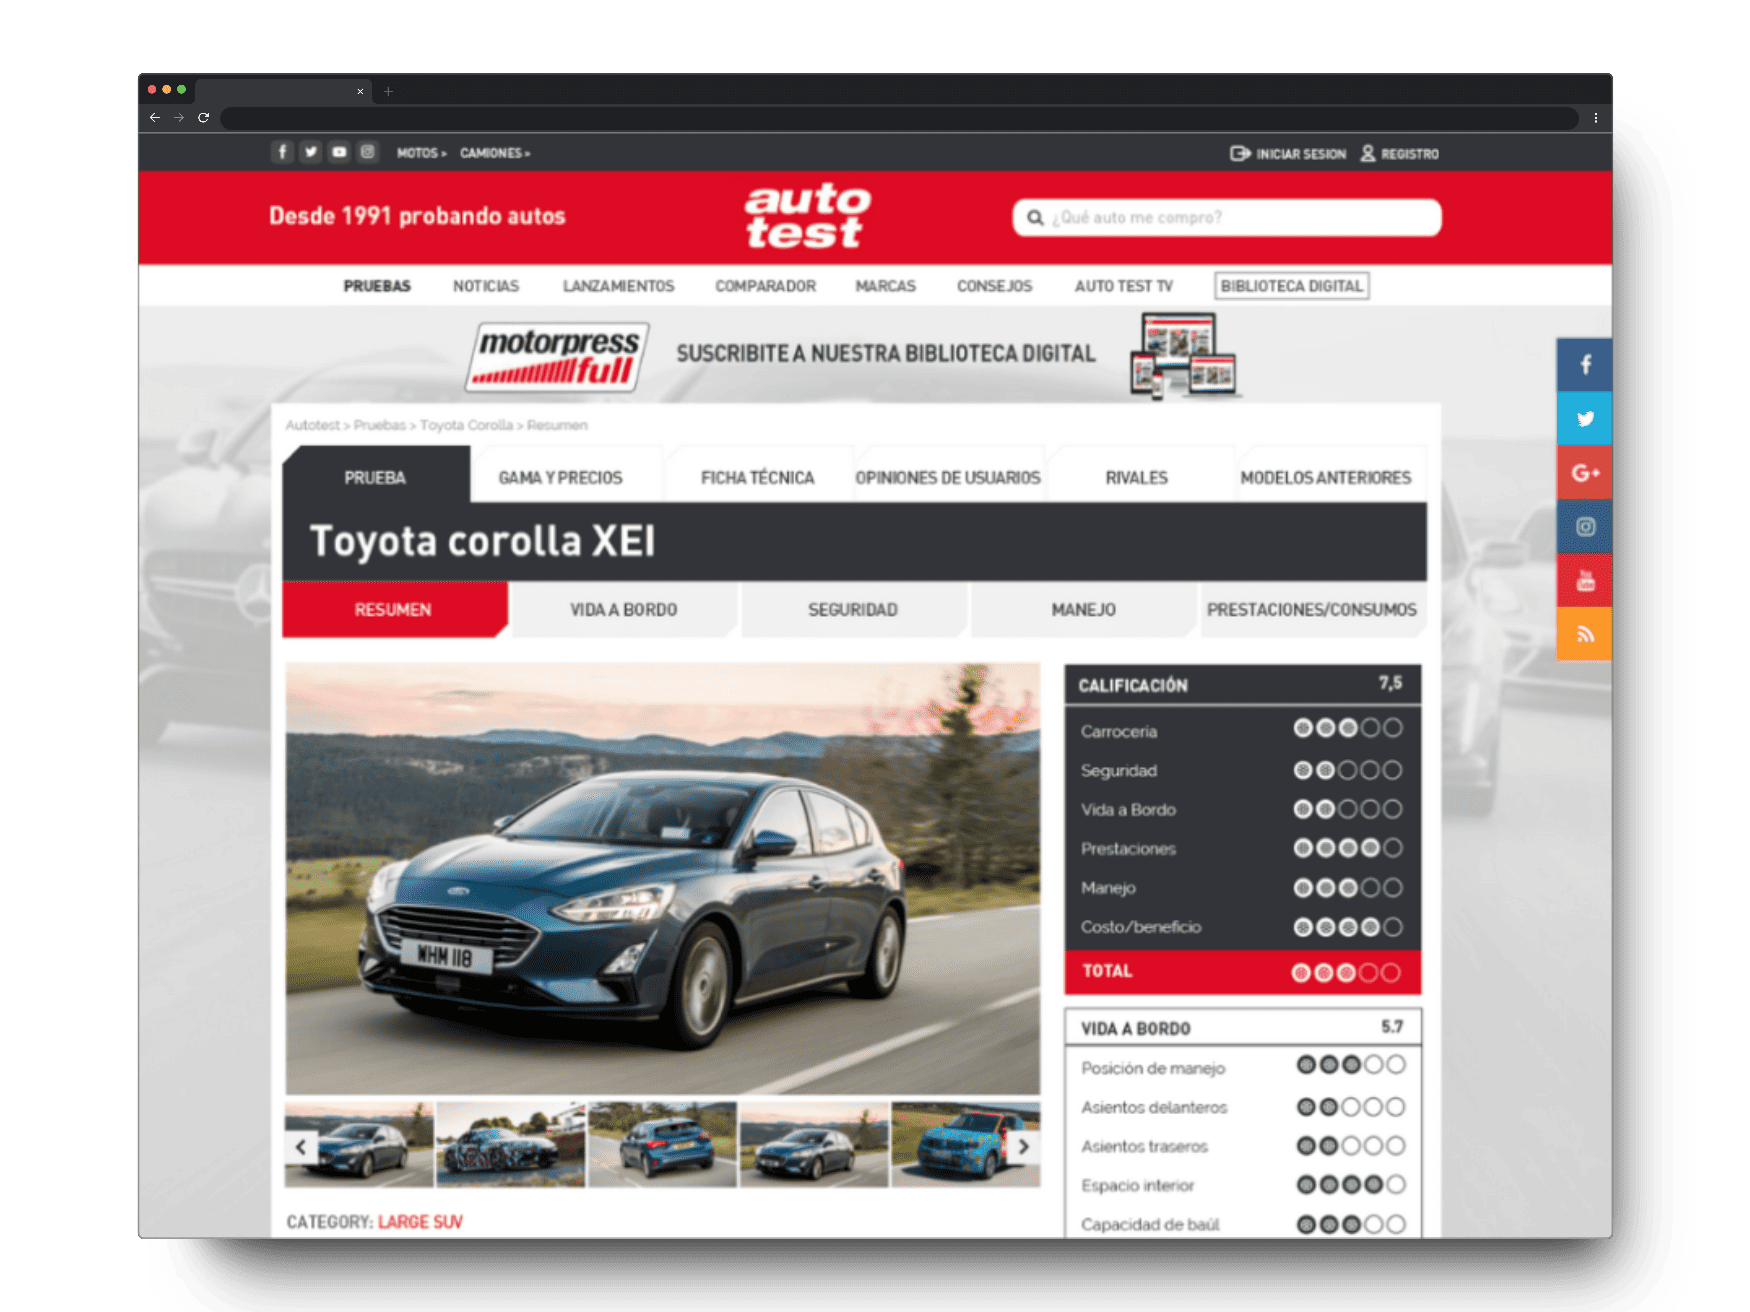 MOTOS > CAMIONES >
INICIAR SESION REGISTRO
Desde 1991 probando autos
auto
test
¿Qué auto me compro?
PRUEBAS NOTICIAS LANZAMIENTOS COMPARADOR MARCAS CONSEJOS AUTO TEST TV BIBLIOTECA DIGITAL
motorpress
full
SUSCRIBITE A NUESTRA BIBLIOTECA DIGITAL
Autotest > Pruebas > Toyota Corolla > Resumen
PRUEBA GAMA Y PRECIOS FICHA TÉCNICA OPINIONES DE USUARIOS RIVALES MODELOS ANTERIORES
Toyota corolla XEI
RESUMEN VIDA A BORDO SEGURIDAD MANEJO PRESTACIONES/CONSUMOS
WHM 118
CATEGORY: LARGE SUV
CALIFICACIÓN 7,5
Carroceria
Seguridad
Vida a Bordo
Prestaciones
Manejo
Costo/beneficio
TOTAL
VIDA A BORDO 5.7
Posición de manejo
Asientos delanteros
Asientos traseros
Espacio interior
Capacidad de baúl
G+
You
Tube